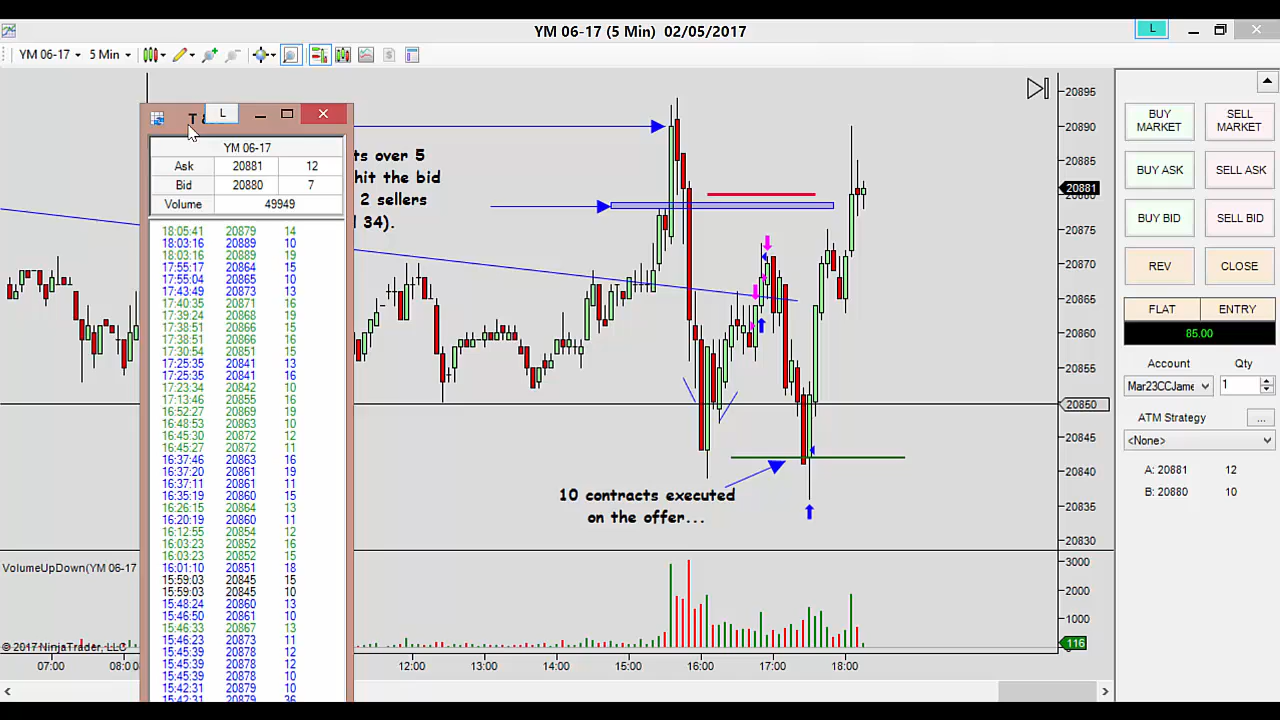 YM 06-17 (5 Min)  02/05/2017
L
YM 06-17
5 Min
T &
L
YM 06-17
Ask 20881 12
Bid 20880 7
Volume 49949
18:05:41 20879 14
18:03:16 20889 10
18:03:16 20889 19
17:55:17 20864 15
17:55:04 20865 10
17:43:49 20873 13
17:40:35 20871 16
17:39:24 20868 19
17:38:51 20866 15
17:38:51 20866 16
17:30:54 20851 15
17:25:35 20841 13
17:25:35 20841 16
17:23:34 20842 10
17:13:46 20855 16
16:52:27 20869 19
16:48:53 20863 10
16:45:30 20872 12
16:45:27 20872 11
16:37:46 20863 16
16:37:20 20861 19
16:37:11 20861 11
16:35:19 20860 15
16:26:15 20864 13
16:20:19 20860 11
16:12:55 20854 12
16:03:23 20852 16
16:03:23 20852 15
16:01:10 20851 18
15:59:03 20845 15
15:59:03 20845 10
15:48:24 20860 13
15:46:50 20861 10
15:46:33 20867 13
15:46:23 20873 11
15:45:39 20878 12
15:45:39 20878 12
15:45:39 20878 10
15:42:31 20879 10
15:42:31 20879 36
ts over 5
hit the bid
2 sellers
34).
10 contracts executed
on the offer...
VolumeUpDown(YM 06-17
© 2017 NinjaTrader, LLC
07:00
08:0
12:00
13:00
14:00
15:00
16:00
17:00
18:00
20895
20890
20885
20881
20875
20870
20865
20860
20855
20850
20845
20840
20835
20830
3000
2000
1000
116
BUY MARKET
SELL MARKET
BUY ASK
SELL ASK
BUY BID
SELL BID
REV
CLOSE
FLAT
ENTRY
85.00
Account
Qty
Mar23CCJame
1
ATM Strategy
...
<None>
A: 20881 12
B: 20880 10